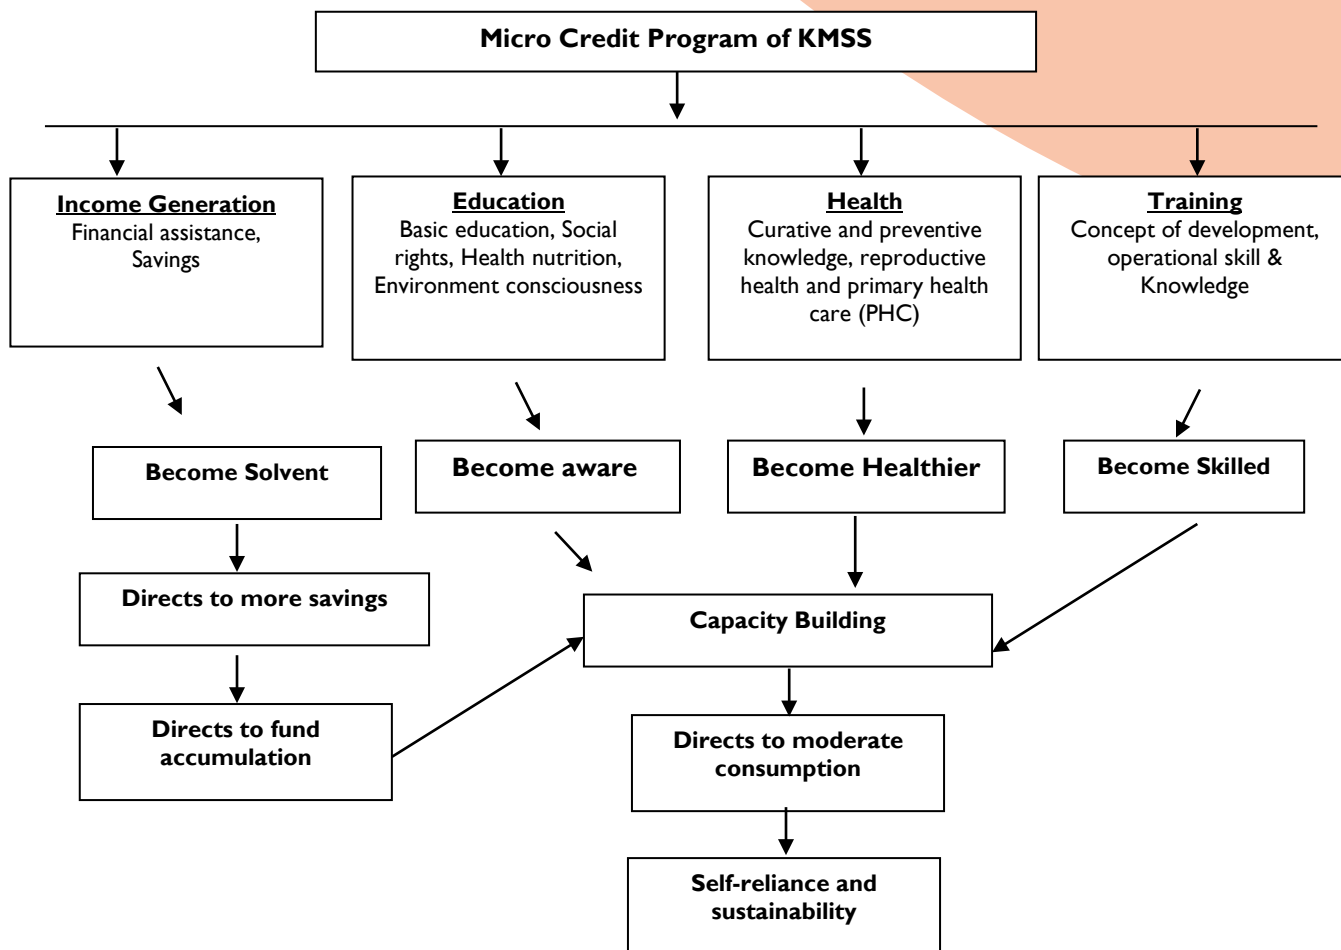 Micro Credit Program of KMSS
Income Generation
Financial assistance,
Savings
Education
Basic education, Social
rights, Health nutrition,
Environment consciousness
Health
Curative and preventive
knowledge, reproductive
health and primary health
care (PHC)
Training
Concept of development,
operational skill &
Knowledge
Become Solvent
Become aware
Become Healthier
Become Skilled
Directs to more savings
Capacity Building
Directs to fund
accumulation
Directs to moderate
consumption
Self-reliance and
sustainability